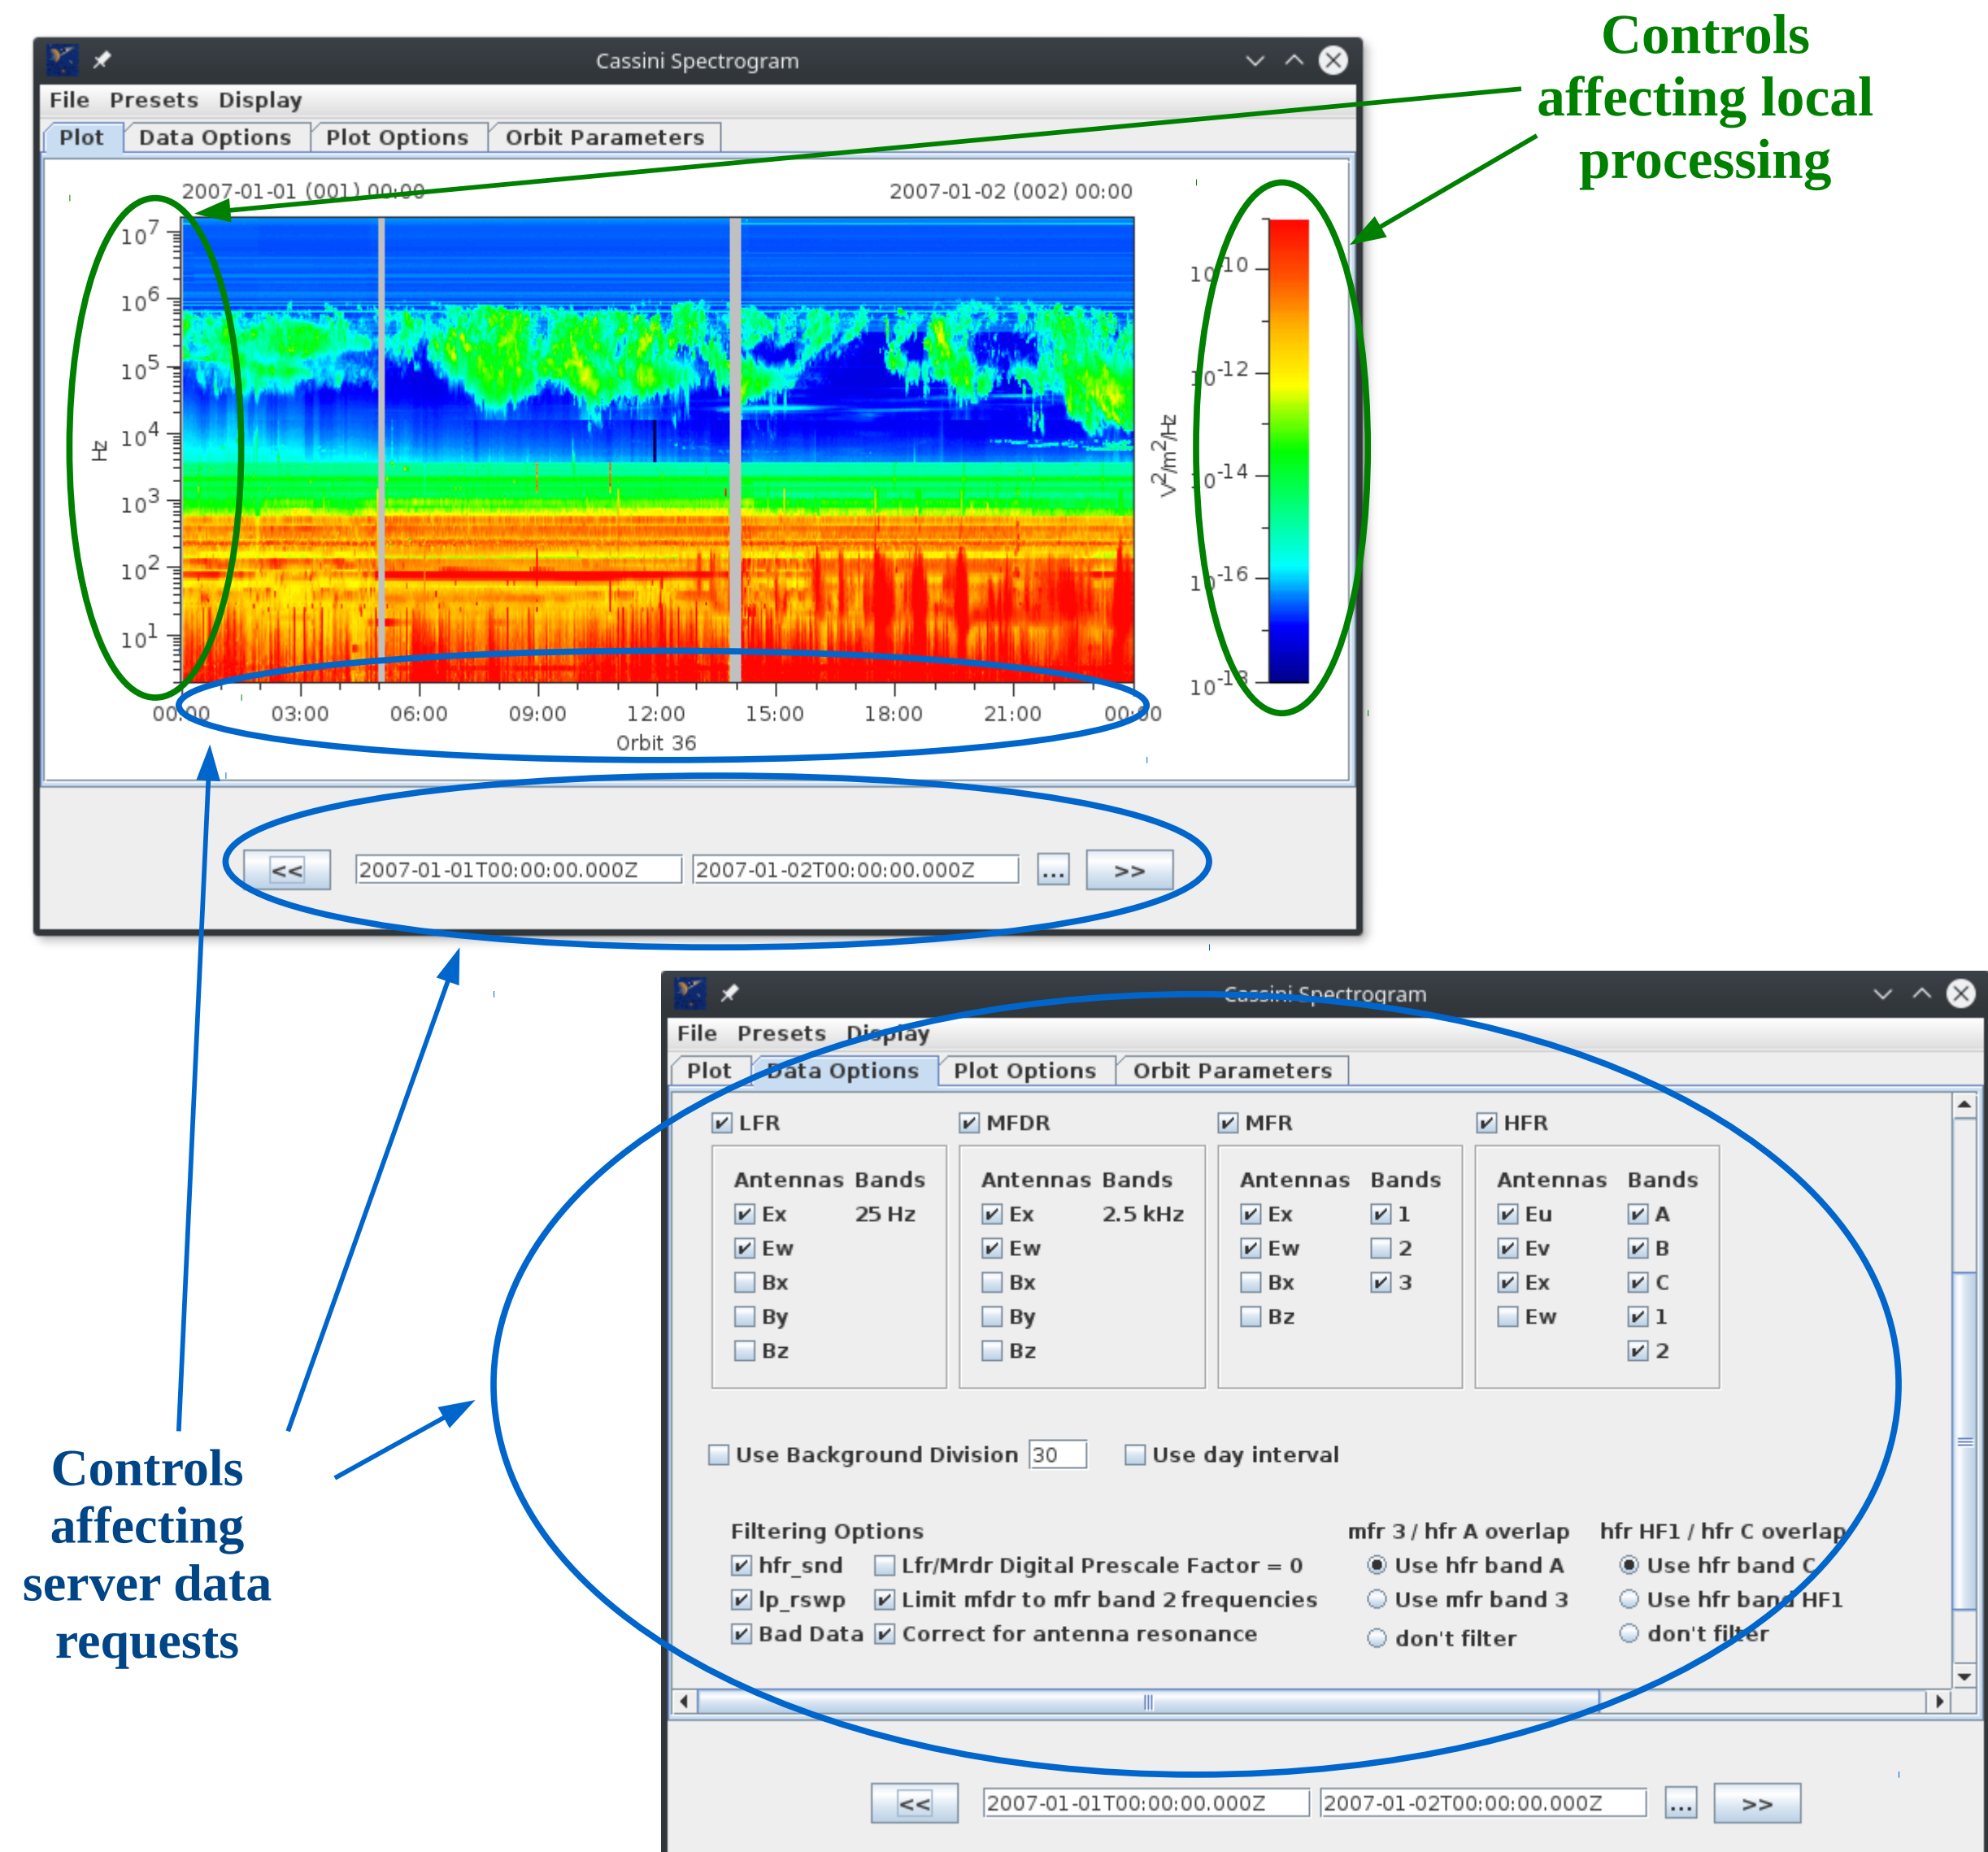 Controls
affecting local
processing
Cassini Spectrogram
File Presets Display
Plot Data Options Plot Options Orbit Parameters
2007-01-01 (001) 00:00 2007-01-02 (002) 00:00
10^7
10^6
10^5
10^4
10^3
10^2
10^1
Hz
V^2/m^2/Hz
10^-10
10^-12
10^-14
10^-16
10^-18
00:00 03:00 06:00 09:00 12:00 15:00 18:00 21:00 00:00
Orbit 36
<< 2007-01-01T00:00:00.000Z 2007-01-02T00:00:00.000Z ... >>
Controls
affecting
server data
requests
Cassini Spectrogram
File Presets Display
Plot Data Options Plot Options Orbit Parameters
LFR MFDR MFR HFR
Antennas Bands Antennas Bands Antennas Bands Antennas Bands
Ex 25 Hz Ex 2.5 kHz Ex 1 Eu A
Ew Ew Ew 2 Ev B
Bx Bx Bx 3 Ex C
By By Bz Ew 1
Bz Bz 2
Use Background Division 30 Use day interval
Filtering Options mfr 3 / hfr A overlap hfr HF1 / hfr C overlap
hfr_snd Lfr/Mrdr Digital Prescale Factor = 0 Use hfr band A Use hfr band C
lp_rswp Limit mfdr to mfr band 2 frequencies Use mfr band 3 Use hfr band HF1
Bad Data Correct for antenna resonance don't filter don't filter
<< 2007-01-01T00:00:00.000Z 2007-01-02T00:00:00.000Z ... >>